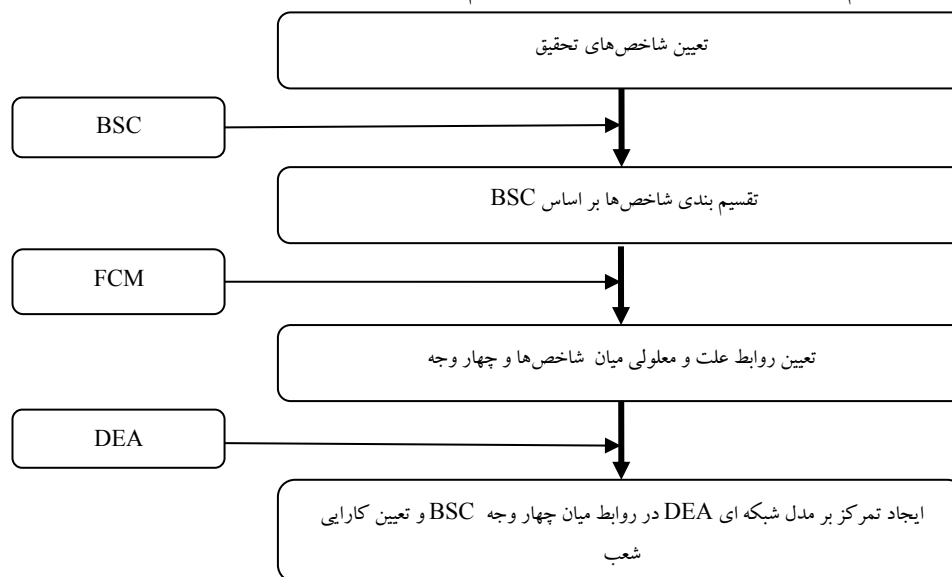 تعیین شاخص‌های تحقیق
BSC
تقسیم بندی شاخص‌ها بر اساس BSC
FCM
تعیین روابط علت و معلولی میان شاخص‌ها و چهار وجه
DEA
ایجاد تمرکز بر مدل شبکه ای DEA در روابط میان چهار وجه BSC و تعیین کارایی
شعب